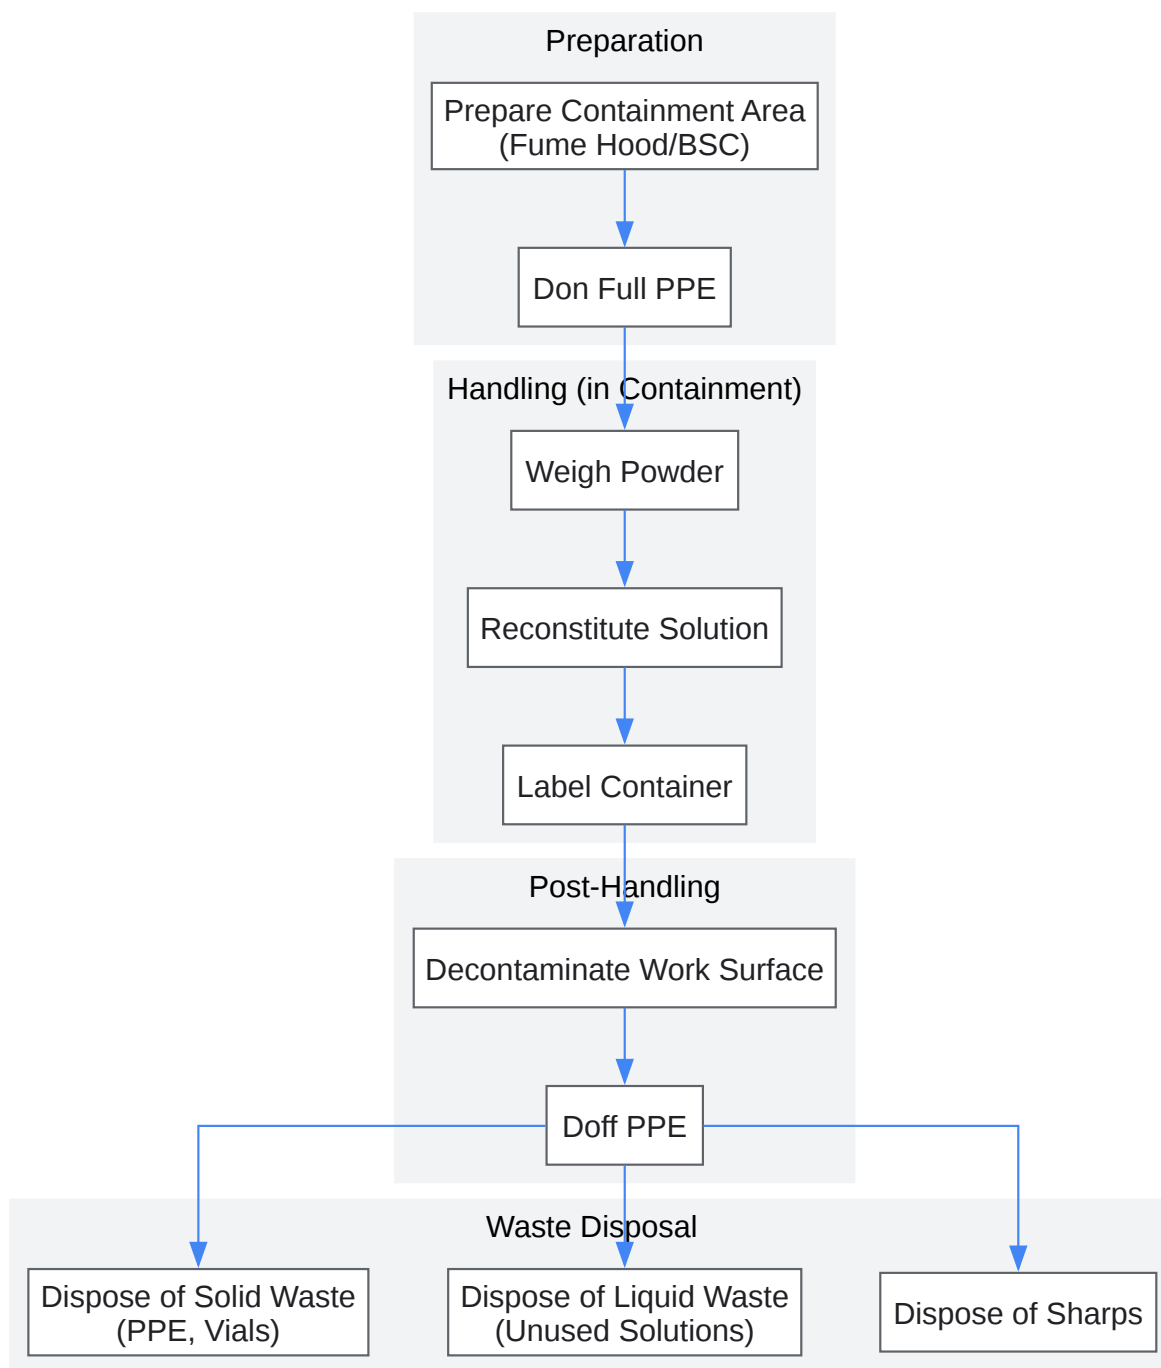 Preparation
Prepare Containment Area
(Fume Hood/BSC)
Don Full PPE
Handling (in Containment)
Weigh Powder
Reconstitute Solution
Label Container
Post-Handling
Decontaminate Work Surface
Doff PPE
Waste Disposal
Dispose of Solid Waste
(PPE, Vials)
Dispose of Liquid Waste
(Unused Solutions)
Dispose of Sharps